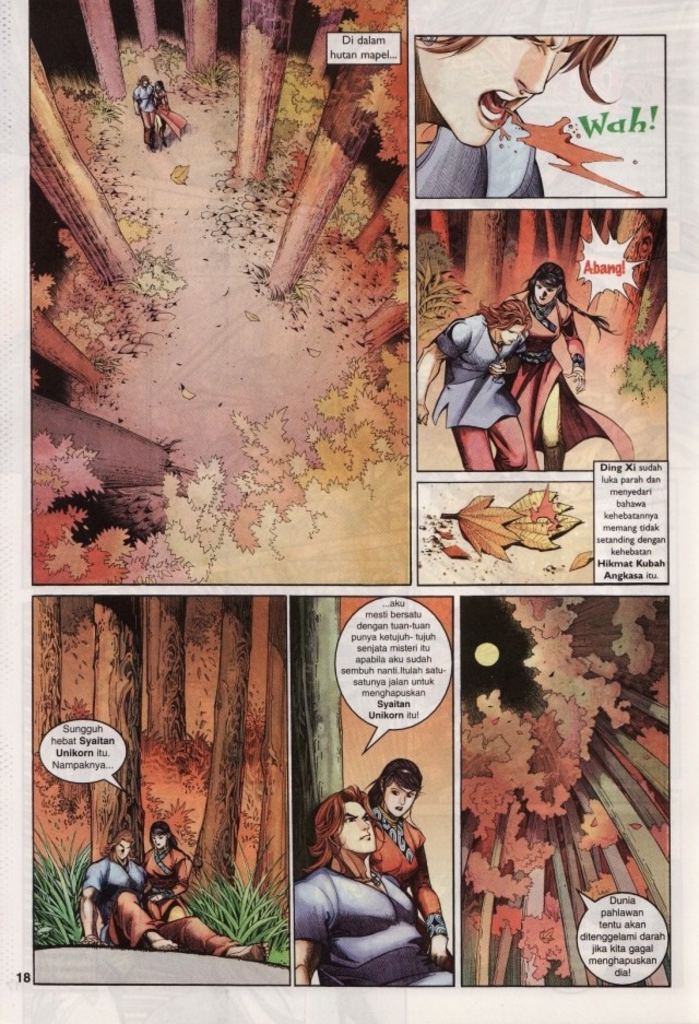 Di dalam
hutan mapel...
Wah!
Abang!
Ding Xi sudah
luka parah dan
menyedari
bahawa
kehebatannya
memang tidak
setanding dengan
kehebatan
Hikmat Kubah
Angkasa itu.
Sungguh
hebat Syaitan
Unikorn itu.
Nampaknya...
...aku
mesti bersatu
dengan tuan-tuan
punya ketujuh- tujuh
senjata misteri itu
apabila aku sudah
sembuh nanti.Itulah satu-
satunya jalan untuk
menghapuskan
Syaitan
Unikorn itu!
Dunia
pahlawan
tentu akan
ditenggelami darah
jika kita gagal
menghapuskan
dia!
18